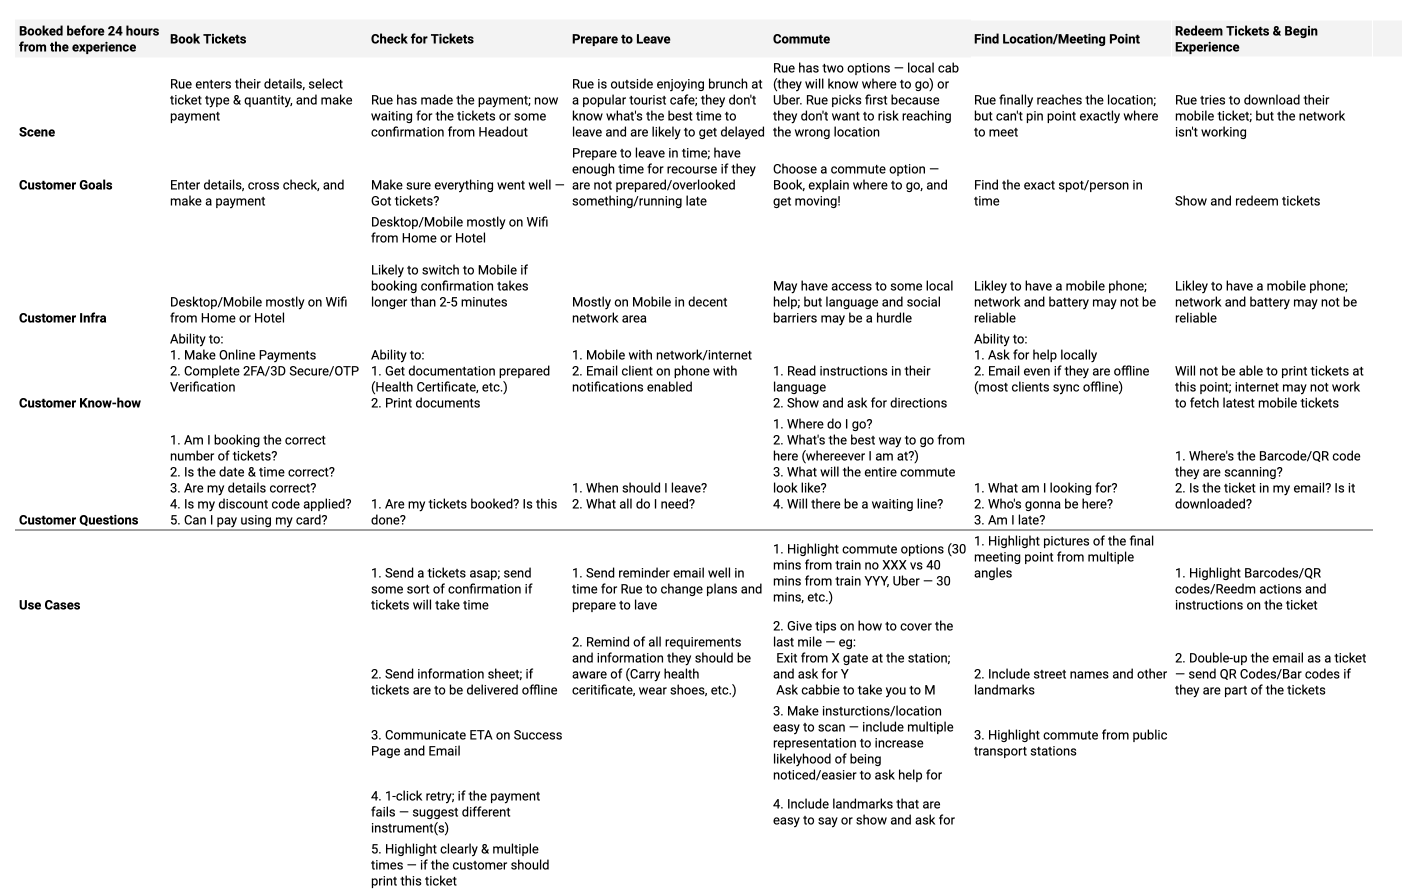 Booked before 24 hours
from the experience
Book Tickets
Check for Tickets
Prepare to Leave
Commute
Find Location/Meeting Point
Redeem Tickets & Begin
Experience
Scene
Rue enters their details, select
ticket type & quantity, and make
payment
Rue has made the payment; now
waiting for the tickets or some
confirmation from Headout
Rue is outside enjoying brunch at
a popular tourist cafe; they don't
know what's the best time to
leave and are likely to get delayed
Rue has two options — local cab
(they will know where to go) or
Uber. Rue picks first because
they don't want to risk reaching
the wrong location
Rue finally reaches the location;
but can't pin point exactly where
to meet
Rue tries to download their
mobile ticket; but the network
isn't working
Customer Goals
Enter details, cross check, and
make a payment
Make sure everything went well —
Got tickets?
Prepare to leave in time; have
enough time for recourse if they
are not prepared/overlooked
something/running late
Choose a commute option —
Book, explain where to go, and
get moving!
Find the exact spot/person in
time
Show and redeem tickets
Customer Infra
Desktop/Mobile mostly on Wifi
from Home or Hotel
Desktop/Mobile mostly on Wifi
from Home or Hotel
Likely to switch to Mobile if
booking confirmation takes
longer than 2-5 minutes
Mostly on Mobile in decent
network area
May have access to some local
help; but language and social
barriers may be a hurdle
Likley to have a mobile phone;
network and battery may not be
reliable
Likley to have a mobile phone;
network and battery may not be
reliable
Customer Know-how
Ability to:
1. Make Online Payments
2. Complete 2FA/3D Secure/OTP
Verification
Ability to:
1. Get documentation prepared
(Health Certificate, etc.)
2. Print documents
1. Mobile with network/internet
2. Email client on phone with
notifications enabled
1. Read instructions in their
language
2. Show and ask for directions
Ability to:
1. Ask for help locally
2. Email even if they are offline
(most clients sync offline)
Will not be able to print tickets at
this point; internet may not work
to fetch latest mobile tickets
Customer Questions
1. Am I booking the correct
number of tickets?
2. Is the date & time correct?
3. Are my details correct?
4. Is my discount code applied?
5. Can I pay using my card?
1. Are my tickets booked? Is this
done?
1. When should I leave?
2. What all do I need?
1. Where do I go?
2. What's the best way to go from
here (whereever I am at?)
3. What will the entire commute
look like?
4. Will there be a waiting line?
1. What am I looking for?
2. Who's gonna be here?
3. Am I late?
1. Where's the Barcode/QR code
they are scanning?
2. Is the ticket in my email? Is it
downloaded?
Use Cases
1. Send a tickets asap; send
some sort of confirmation if
tickets will take time
1. Send reminder email well in
time for Rue to change plans and
prepare to lave
1. Highlight commute options (30
mins from train no XXX vs 40
mins from train YYY, Uber — 30
mins, etc.)
1. Highlight pictures of the final
meeting point from multiple
angles
1. Highlight Barcodes/QR
codes/Reedm actions and
instructions on the ticket
2. Send information sheet; if
tickets are to be delivered offline
2. Remind of all requirements
and information they should be
aware of (Carry health
ceritificate, wear shoes, etc.)
2. Give tips on how to cover the
last mile — eg:
Exit from X gate at the station;
and ask for Y
Ask cabbie to take you to M
2. Include street names and other
landmarks
2. Double-up the email as a ticket
— send QR Codes/Bar codes if
they are part of the tickets
3. Communicate ETA on Success
Page and Email
3. Make insturctions/location
easy to scan — include multiple
representation to increase
likelyhood of being
noticed/easier to ask help for
3. Highlight commute from public
transport stations
4. 1-click retry; if the payment
fails — suggest different
instrument(s)
4. Include landmarks that are
easy to say or show and ask for
5. Highlight clearly & multiple
times — if the customer should
print this ticket